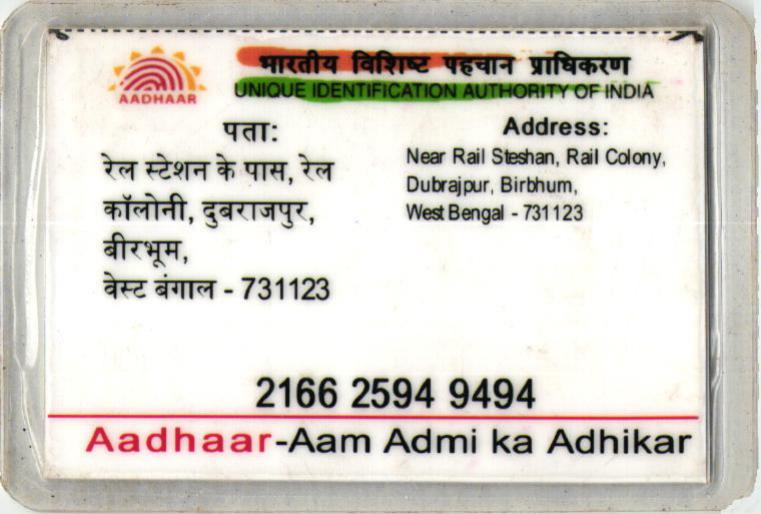 भारतीय विशिष्ट पहचान प्राधिकरण
AADHAAR
UNIQUE IDENTIFICATION AUTHORITY OF INDIA
पता:
रेल स्टेशन के पास, रेल
कॉलोनी, दुबराजपुर,
बीरभूम,
वेस्ट बंगाल - 731123
Address:
Near Rail Steshan, Rail Colony,
Dubrajpur, Birbhum,
West Bengal - 731123
2166 2594 9494
Aadhaar-Aam Admi ka Adhikar